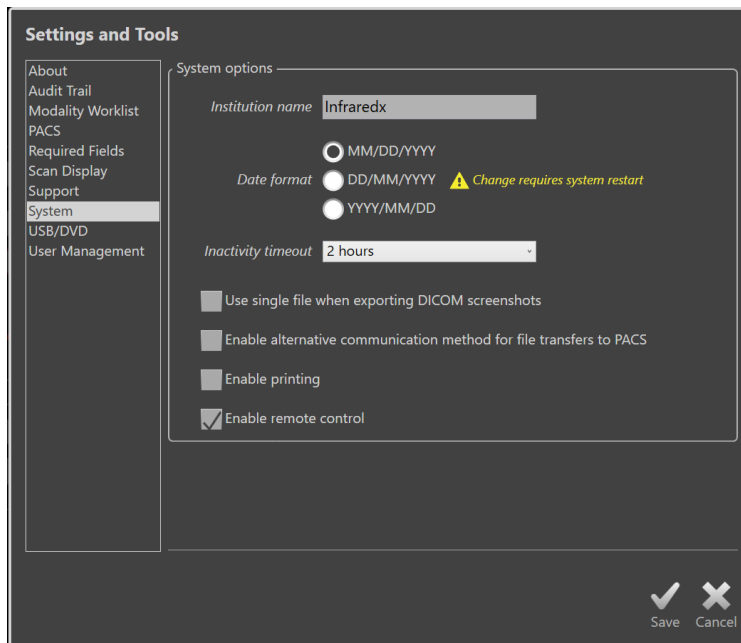 Settings and Tools
About
Audit Trail
Modality Worklist
PACS
Required Fields
Scan Display
Support
System
USB/DVD
User Management
System options
Institution name Infraredx
MM/DD/YYYY
Date format DD/MM/YYYY Change requires system restart
YYYY/MM/DD
Inactivity timeout 2 hours
Use single file when exporting DICOM screenshots
Enable alternative communication method for file transfers to PACS
Enable printing
Enable remote control
Save Cancel